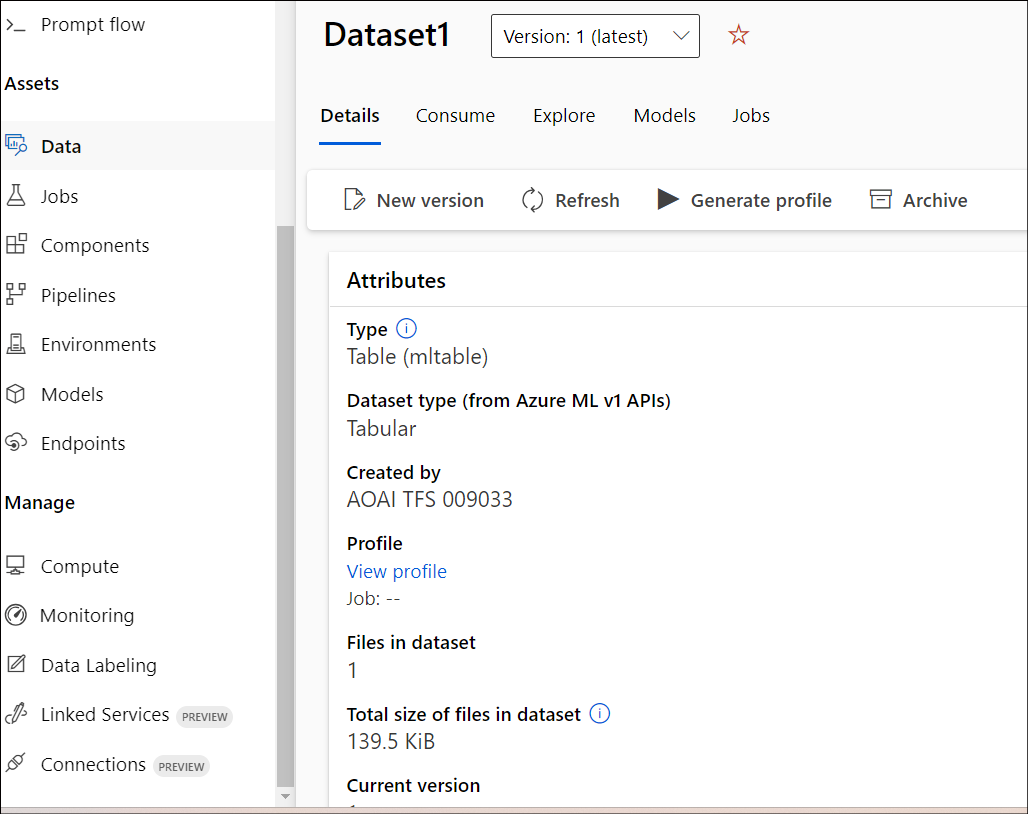 Prompt flow
Assets
Data
Jobs
Components
Pipelines
Environments
Models
Endpoints
Manage
Compute
Monitoring
Data Labeling
Linked Services PREVIEW
Connections PREVIEW
Dataset1
Version: 1 (latest)
Details Consume Explore Models Jobs
New version Refresh Generate profile Archive
Attributes
Type
Table (mltable)
Dataset type (from Azure ML v1 APIs)
Tabular
Created by
AOAI TFS 009033
Profile
View profile
Job: --
Files in dataset
1
Total size of files in dataset
139.5 KiB
Current version